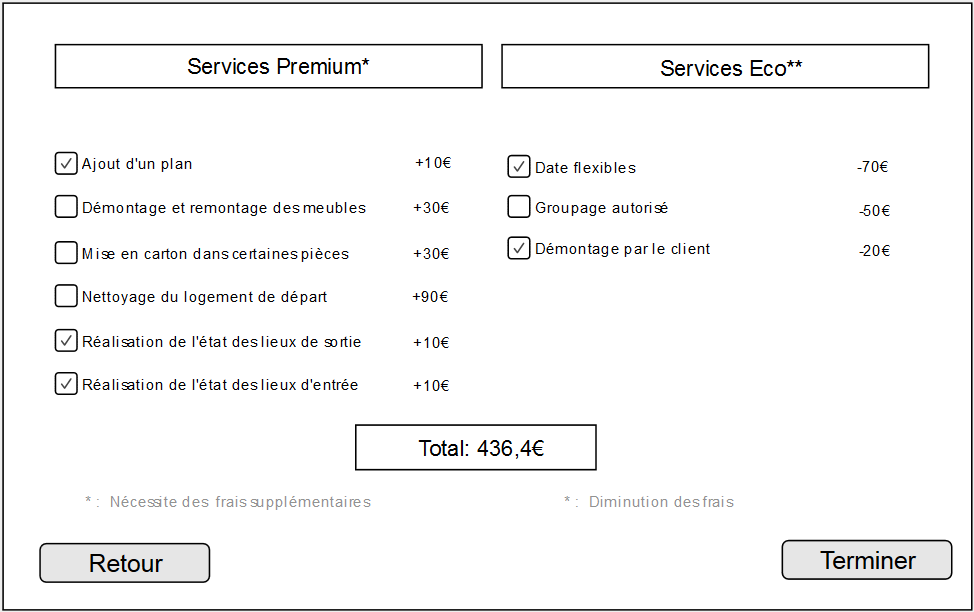 Services Premium*
Services Eco**
Ajout d'un plan +10€
Démontage et remontage des meubles +30€
Mise en carton dans certaines pièces +30€
Nettoyage du logement de départ +90€
Réalisation de l'état des lieux de sortie +10€
Réalisation de l'état des lieux d'entrée +10€
Date flexibles -70€
Groupage autorisé -50€
Démontage par le client -20€
Total: 436,4€
* : Nécessite des frais supplémentaires
* : Diminution des frais
Retour
Terminer